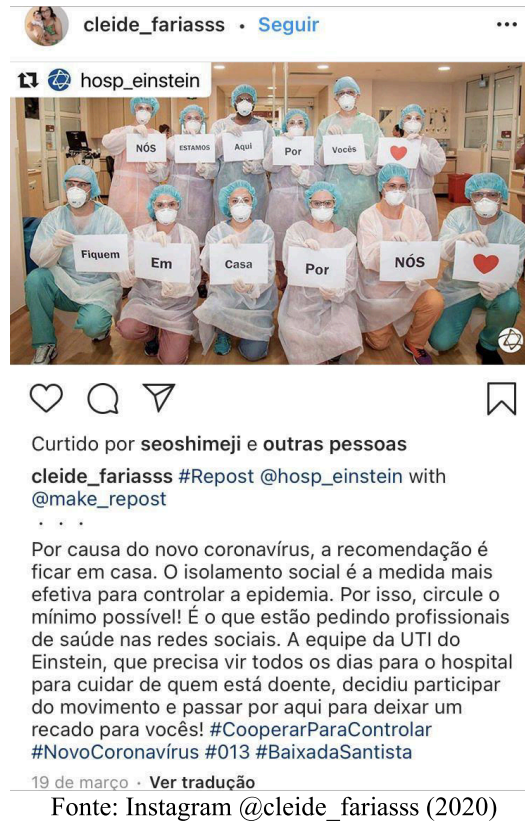 cleide_fariasss • Seguir
hosp_einstein
NÓS ESTAMOS Aqui Por Vocês
Fiquem Em Casa Por NÓS
Curtido por seoshimeji e outras pessoas
cleide_fariasss #Repost @hosp_einstein with
@make_repost
. . .
Por causa do novo coronavírus, a recomendação é
ficar em casa. O isolamento social é a medida mais
efetiva para controlar a epidemia. Por isso, circule o
mínimo possível! É o que estão pedindo profissionais
de saúde nas redes sociais. A equipe da UTI do
Einstein, que precisa vir todos os dias para o hospital
para cuidar de quem está doente, decidiu participar
do movimento e passar por aqui para deixar um
recado para vocês! #CooperarParaControlar
#NovoCoronavírus #013 #BaixadaSantista
19 de março · Ver tradução
Fonte: Instagram @cleide_fariasss (2020)